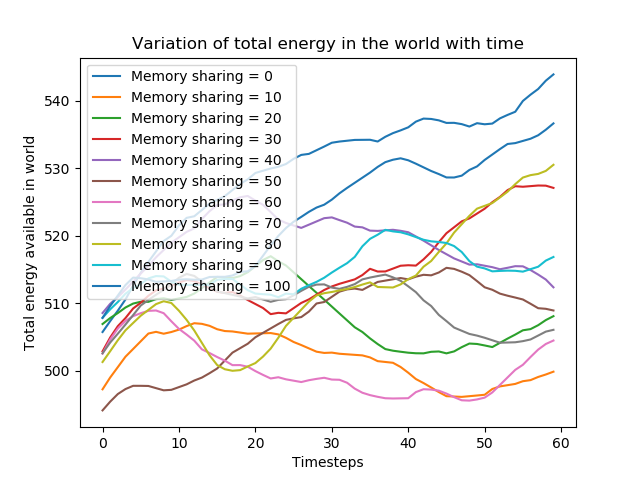 Variation of total energy in the world with time
Total energy available in world
540
530
520
510
500
Memory sharing = 0
Memory sharing = 10
Memory sharing = 20
Memory sharing = 30
Memory sharing = 40
Memory sharing = 50
Memory sharing = 60
Memory sharing = 70
Memory sharing = 80
Memory sharing = 90
Memory sharing = 100
0 10 20 30 40 50 60
Timesteps